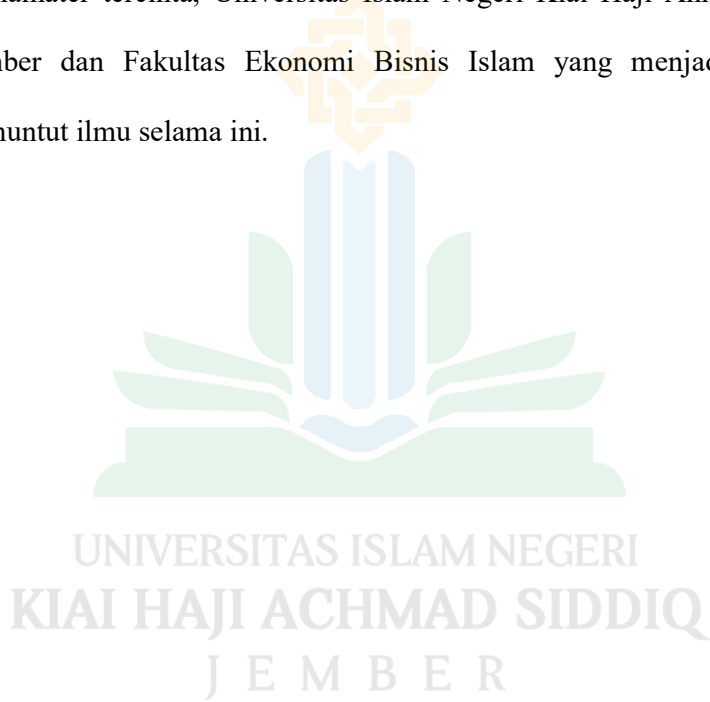 tercinta, Universitas Islam Negeri Kiai Haji
dan Fakultas Ekonomi Bisnis Islam yang
ilmu selama ini.
UNIVERSITAS ISLAM NEGERI
KIAI HAJI ACHMAD SIDDIQ
JEMBER